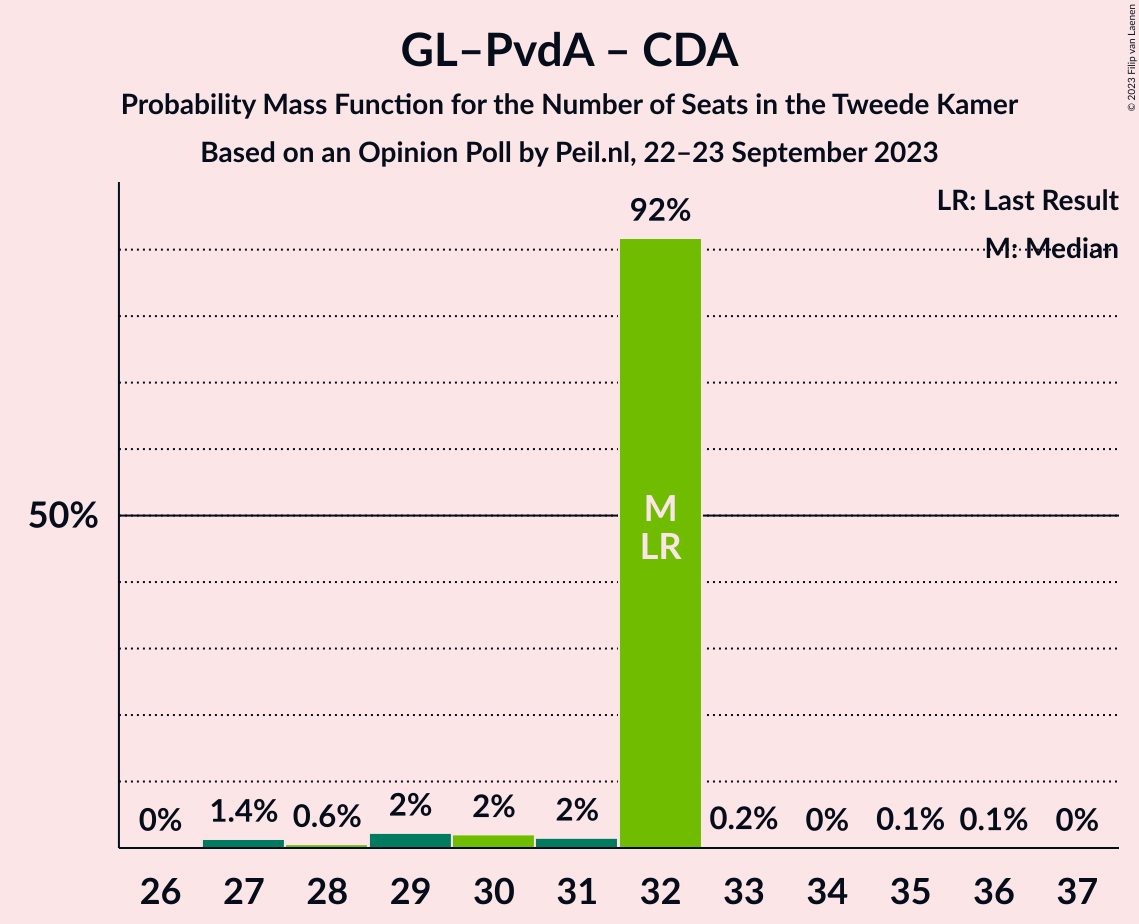 GL–PvdA – CDA
Probability Mass Function for the Number of Seats in the Tweede Kamer
Based on an Opinion Poll by Peil.nl, 22–23 September 2023
© 2023 Filip van Laenen
LR: Last Result
M: Median
50%
0%
1.4%
0.6%
2%
2%
2%
92%
0.2%
0%
0.1%
0.1%
0%
M
LR
26 27 28 29 30 31 32 33 34 35 36 37